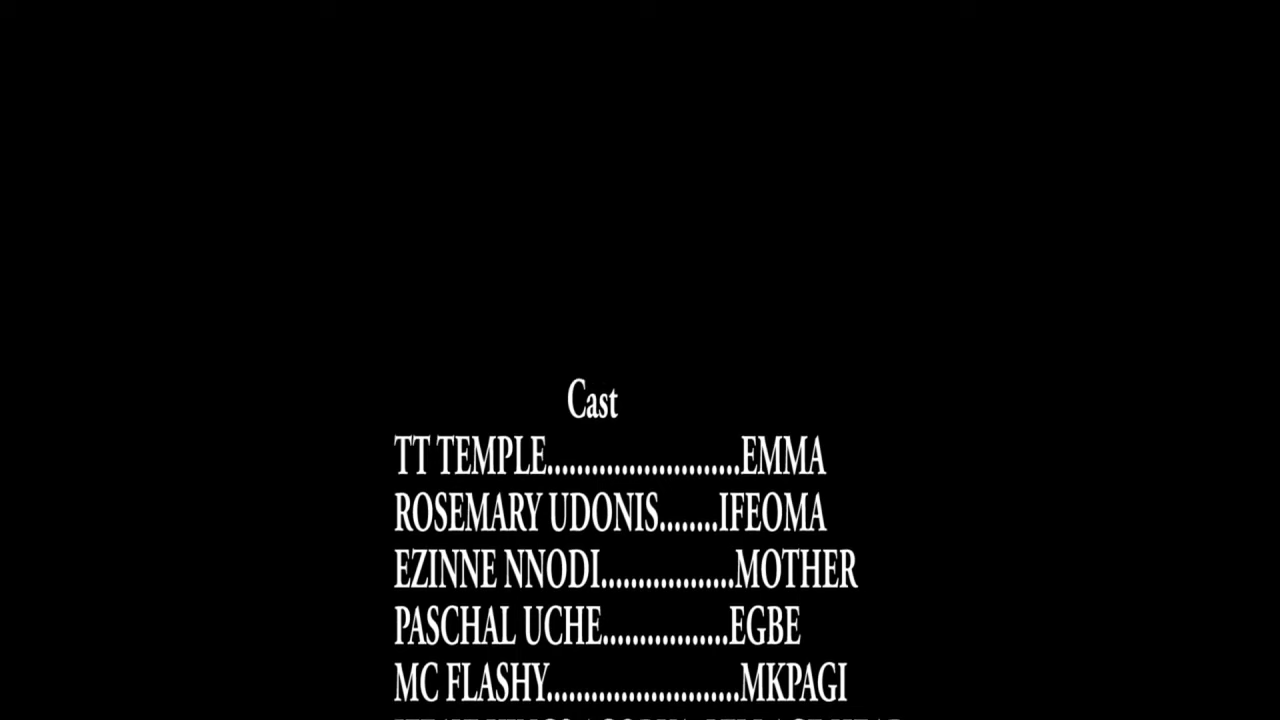 Cast
TT TEMPLE..........................EMMA
ROSEMARY UDONIS........IFEOMA
EZINNE NNODI..................MOTHER
PASCHAL UCHE.................EGBE
MC FLASHY..........................MKPAGI